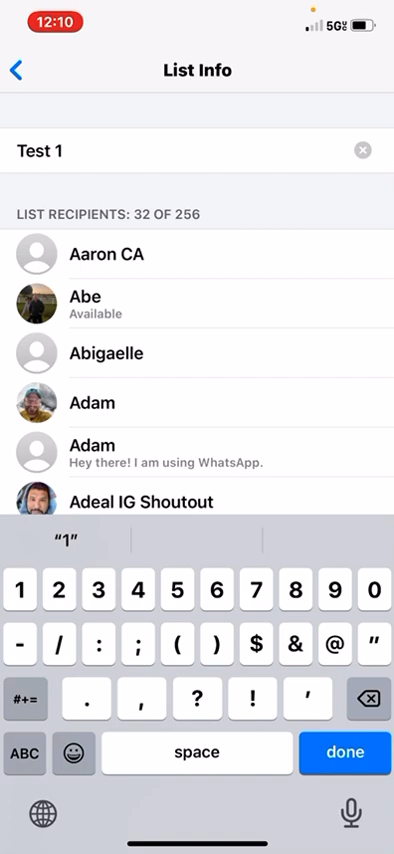 12:10
5G UC
List Info
Test 1
LIST RECIPIENTS: 32 OF 256
Aaron CA
Abe
Available
Abigaelle
Adam
Adam
Hey there! I am using WhatsApp.
Adeal IG Shoutout
“1”
1 2 3 4 5 6 7 8 9 0
- / : ; ( ) $ & @ "
#+= . , ? ! ’
ABC space done